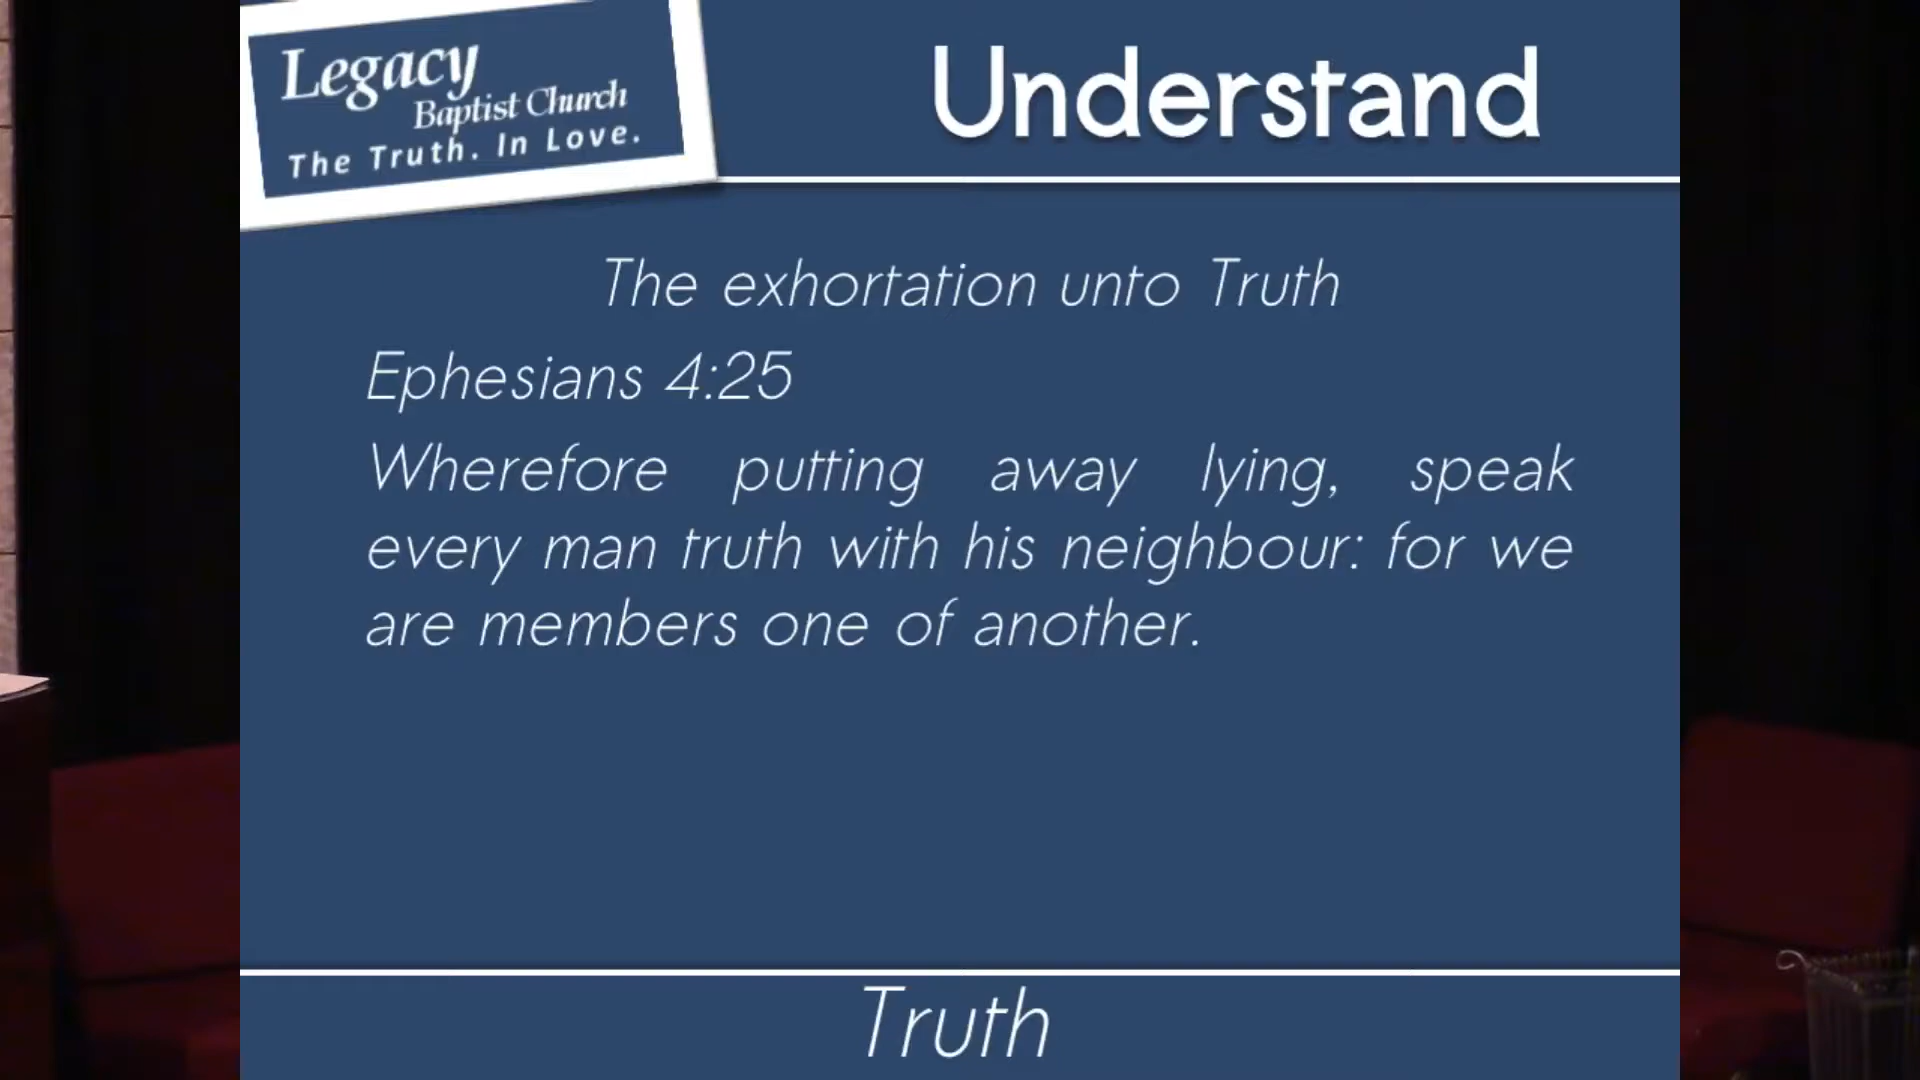 Legacy
Baptist Church
The Truth. In Love.
Understand
The exhortation unto Truth
Ephesians 4:25
Wherefore putting away lying, speak
every man truth with his neighbour: for we
are members one of another.
Truth